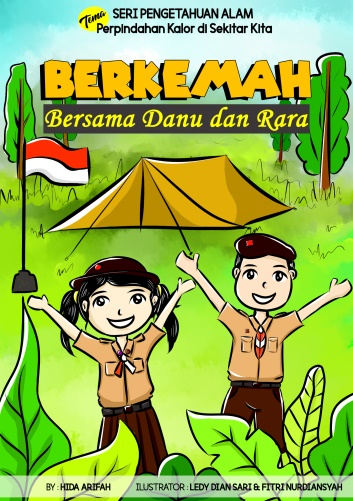 SERI PENGETAHUAN ALAM
Tema Perpindahan Kalor di Sekitar Kita
BERKEMAH
Bersama Danu dan Rara
BY : HIDA ARIFAH ILUSTRATOR : LEDY DIAN SARI & FITRI NURDIANSYAH